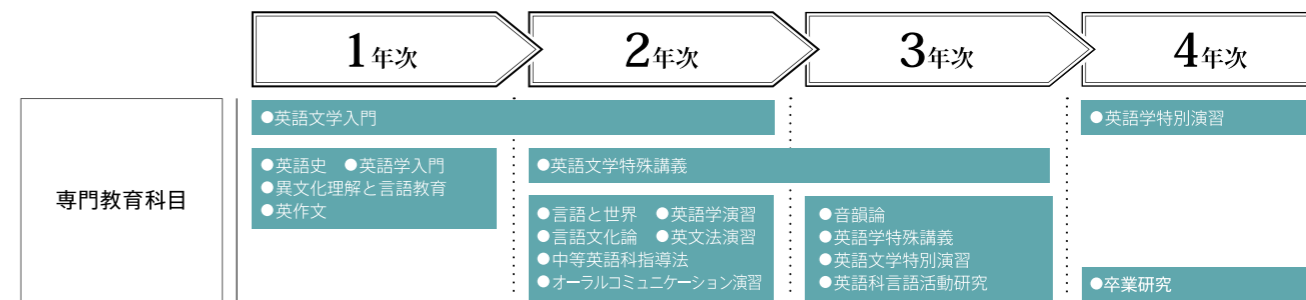 1年次 2年次 3年次 4年次
専門教育科目
●英語文学入門
●英語学特別演習
●英語史 ●英語学入門
●異文化理解と言語教育
●英作文
●英語文学特殊講義
●言語と世界 ●英語学演習
●言語文化論 ●英文法演習
●中等英語科指導法
●オーラルコミュニケーション演習
●音韻論
●英語学特殊講義
●英語文学特別演習
●英語科言語活動研究
●卒業研究